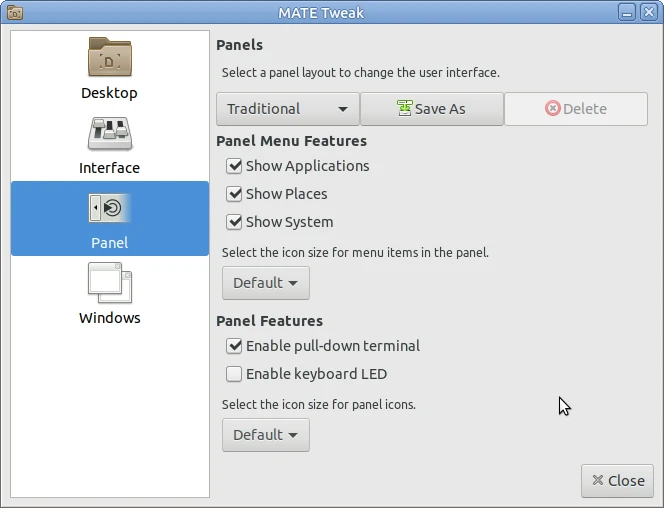 MATE Tweak
Desktop
Interface
Panel
Windows
Panels
Select a panel layout to change the user interface.
Traditional
Save As
Delete
Panel Menu Features
Show Applications
Show Places
Show System
Select the icon size for menu items in the panel.
Default
Panel Features
Enable pull-down terminal
Enable keyboard LED
Select the icon size for panel icons.
Default
Close